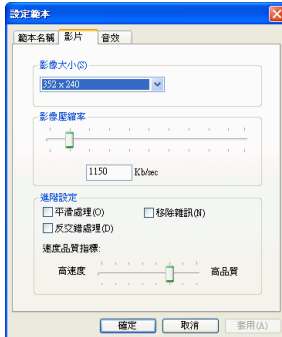 設定範本
範本名稱 影片 音效
影像大小(S)
352 x 240
影像壓縮率
1150 Kb/sec
進階設定
平滑處理(O) 移除雜訊(N)
反交錯處理(D)
速度品質指標:
高速度 高品質
確定 取消 套用(A)